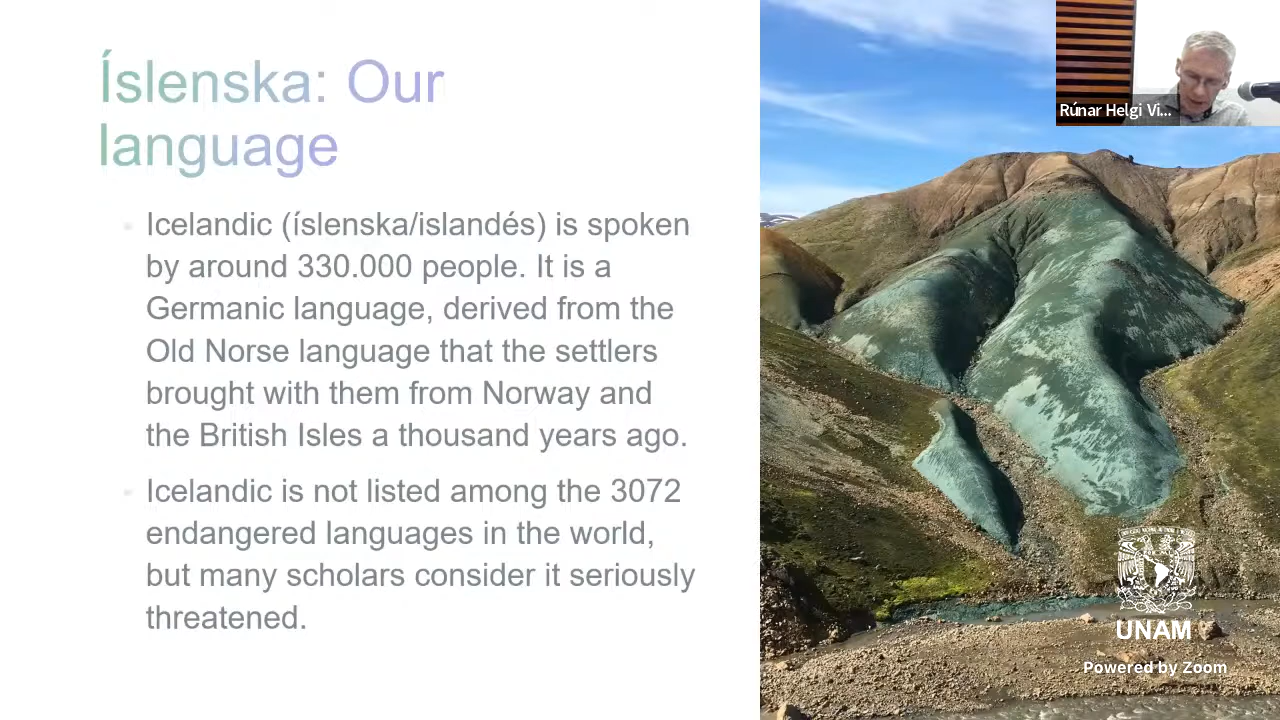 Íslenska: Our
language
Icelandic (íslenska/islandés) is spoken
by around 330.000 people. It is a
Germanic language, derived from the
Old Norse language that the settlers
brought with them from Norway and
the British Isles a thousand years ago.
Icelandic is not listed among the 3072
endangered languages in the world,
but many scholars consider it seriously
threatened.
Rúnar Helgi Vi...
UNAM
Powered by Zoom